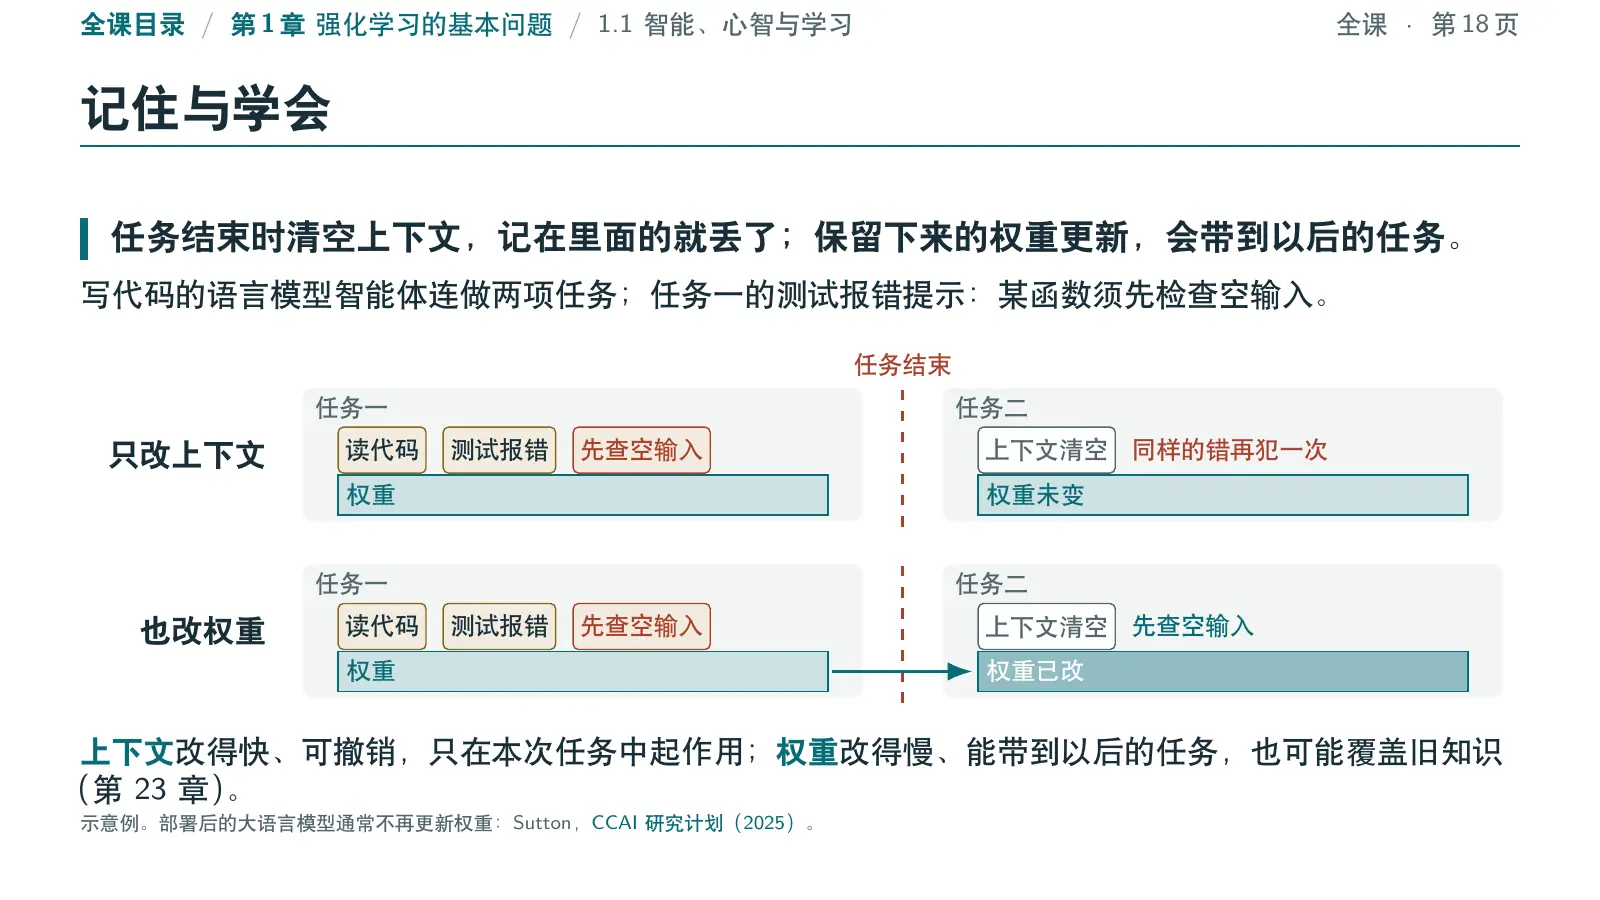 全课目录 / 第1章 强化学习的基本问题 / 1.1 智能、心智与学习
全课 · 第18页
记住与学会
任务结束时清空上下文，记在里面的就丢了；保留下来的权重更新，会带到以后的任务。
写代码的语言模型智能体连做两项任务；任务一的测试报错提示：某函数须先检查空输入。
任务结束
只改上下文
任务一
读代码 测试报错 先查空输入
权重
任务二
上下文清空 同样的错再犯一次
权重未变
也改权重
任务一
读代码 测试报错 先查空输入
权重
任务二
上下文清空 先查空输入
权重已改
上下文改得快、可撤销，只在本次任务中起作用；权重改得慢、能带到以后的任务，也可能覆盖旧知识
(第 23 章)。
示意例。部署后的大语言模型通常不再更新权重：Sutton，CCAI 研究计划（2025）。